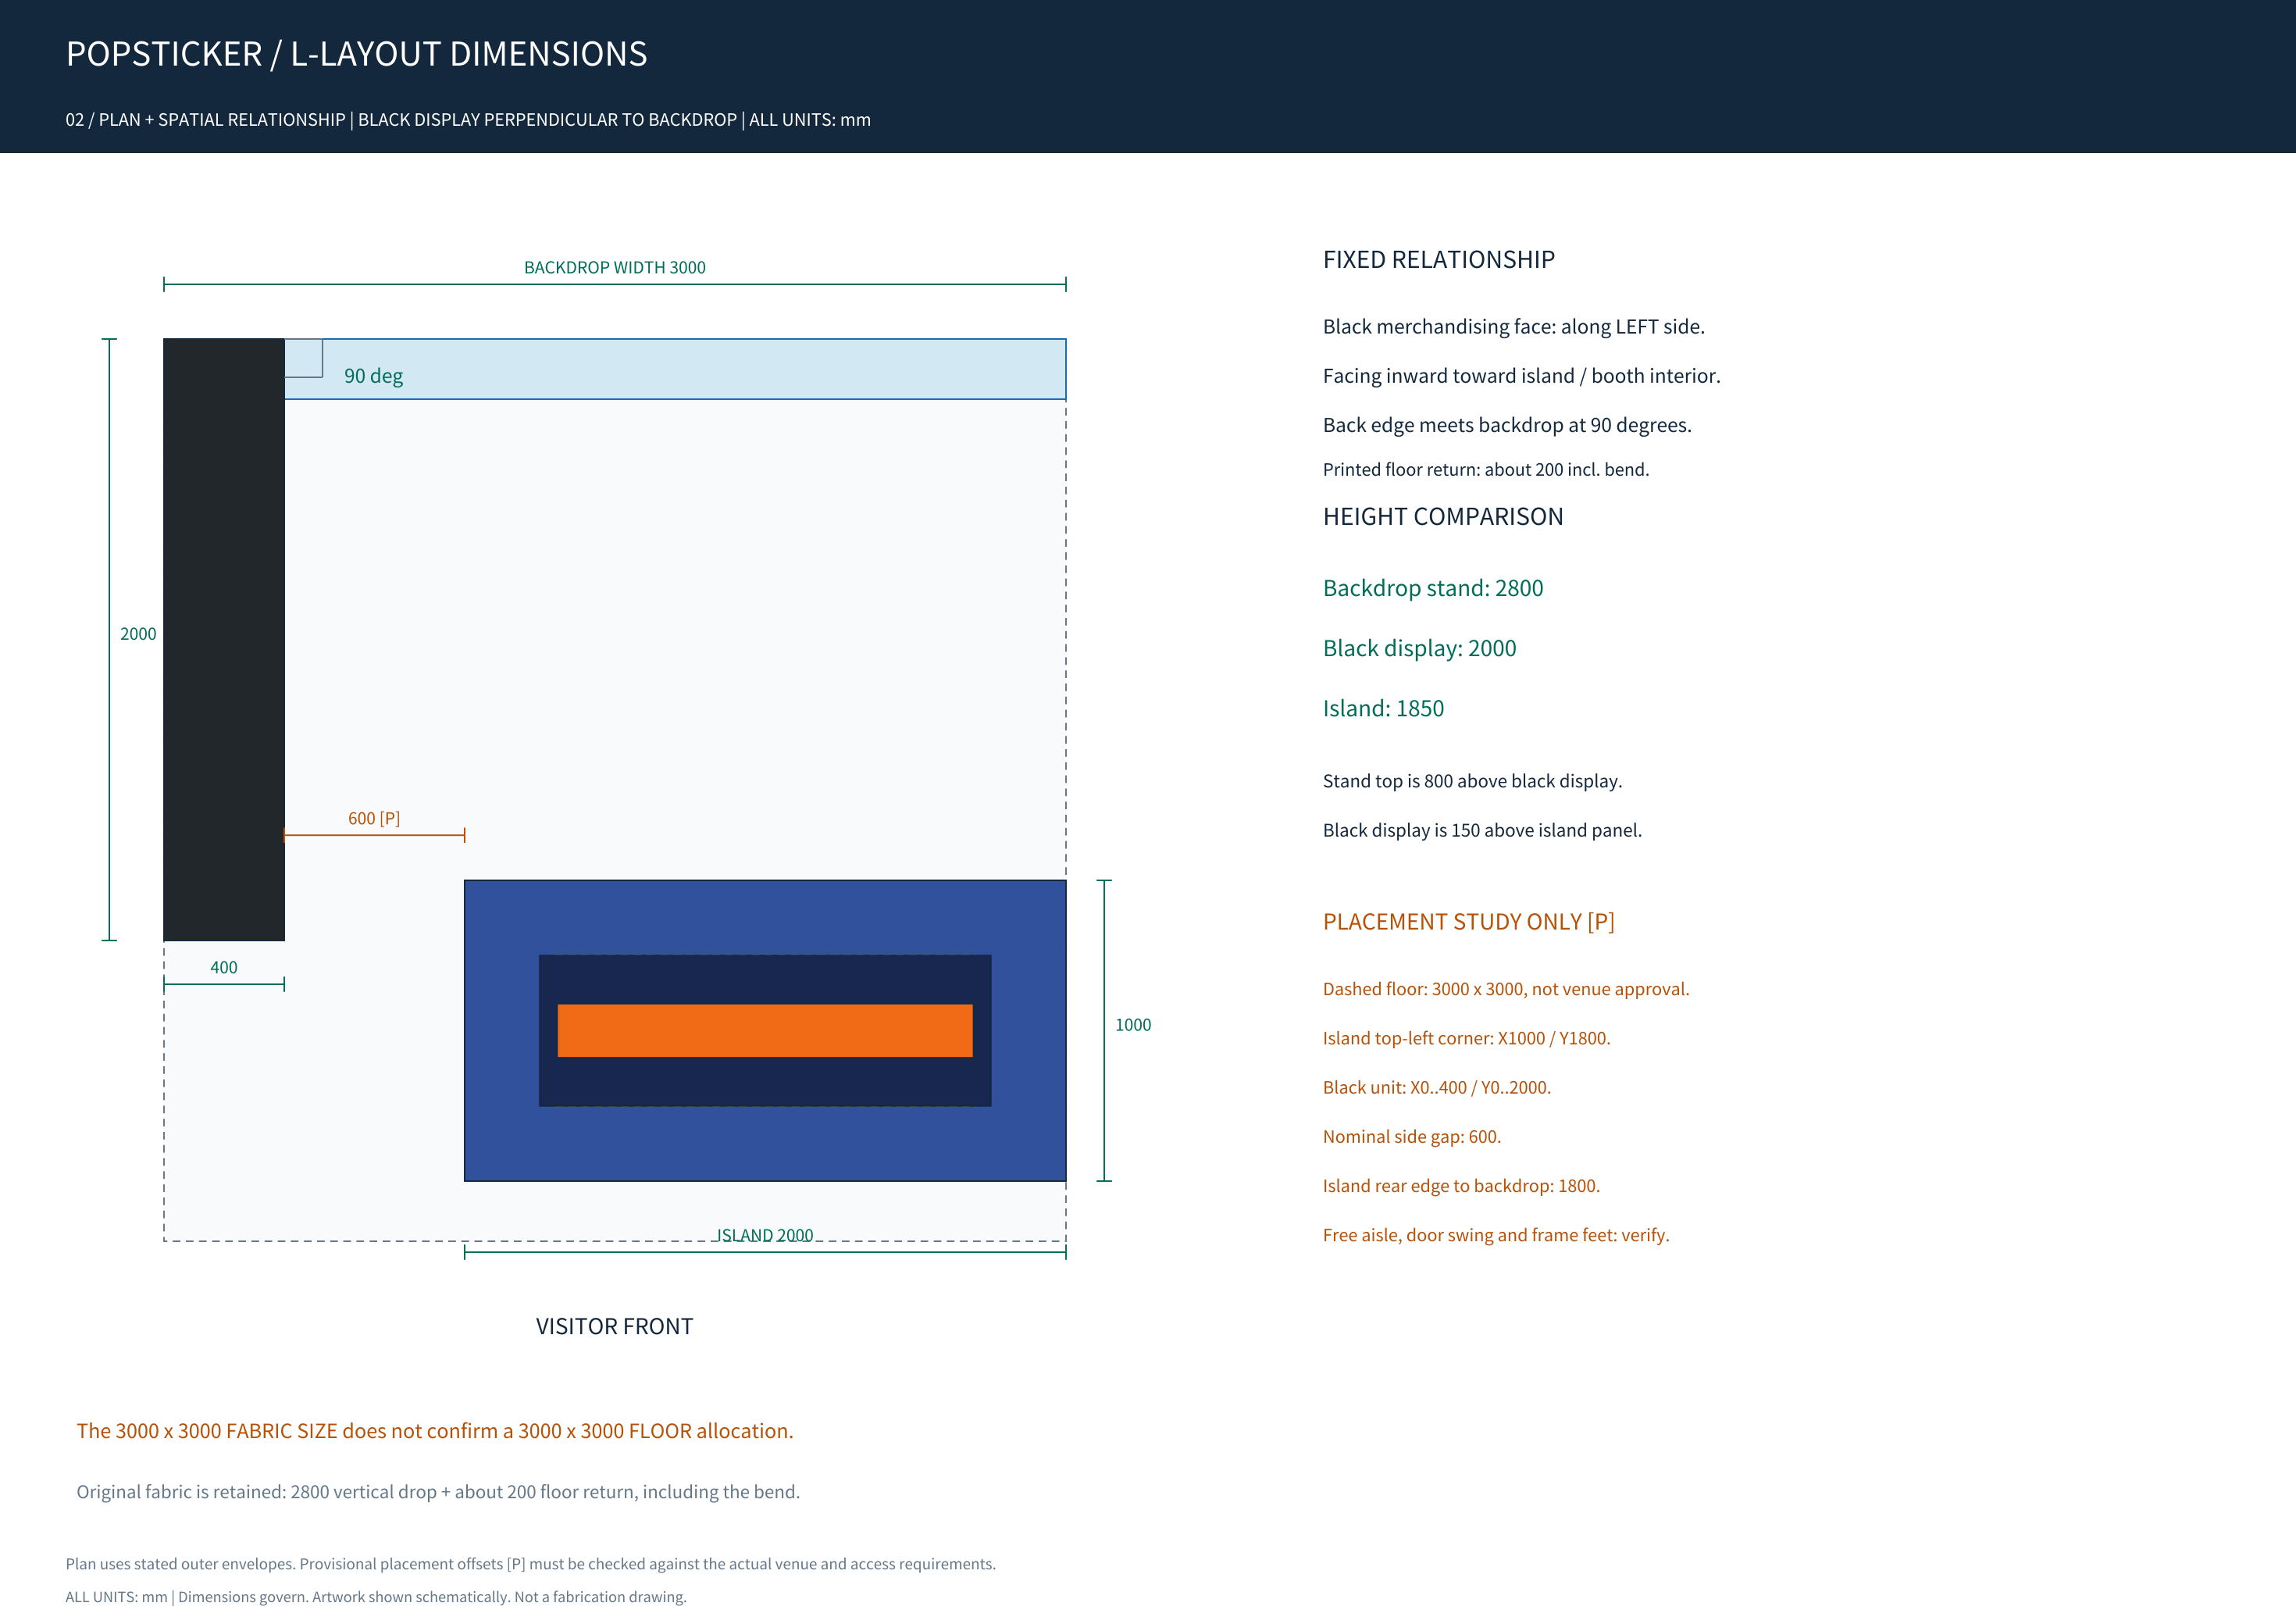 POPSTICKER / L-LAYOUT DIMENSIONS
02 / PLAN + SPATIAL RELATIONSHIP | BLACK DISPLAY PERPENDICULAR TO BACKDROP | ALL UNITS: mm
BACKDROP WIDTH 3000
90 deg
2000
600 [P]
400
1000
ISLAND 2000
VISITOR FRONT
FIXED RELATIONSHIP
Black merchandising face: along LEFT side.
Facing inward toward island / booth interior.
Back edge meets backdrop at 90 degrees.
Printed floor return: about 200 incl. bend.
HEIGHT COMPARISON
Backdrop stand: 2800
Black display: 2000
Island: 1850
Stand top is 800 above black display.
Black display is 150 above island panel.
PLACEMENT STUDY ONLY [P]
Dashed floor: 3000 x 3000, not venue approval.
Island top-left corner: X1000 / Y1800.
Black unit: X0..400 / Y0..2000.
Nominal side gap: 600.
Island rear edge to backdrop: 1800.
Free aisle, door swing and frame feet: verify.
The 3000 x 3000 FABRIC SIZE does not confirm a 3000 x 3000 FLOOR allocation.
Original fabric is retained: 2800 vertical drop + about 200 floor return, including the bend.
Plan uses stated outer envelopes. Provisional placement offsets [P] must be checked against the actual venue and access requirements.
ALL UNITS: mm | Dimensions govern. Artwork shown schematically. Not a fabrication drawing.